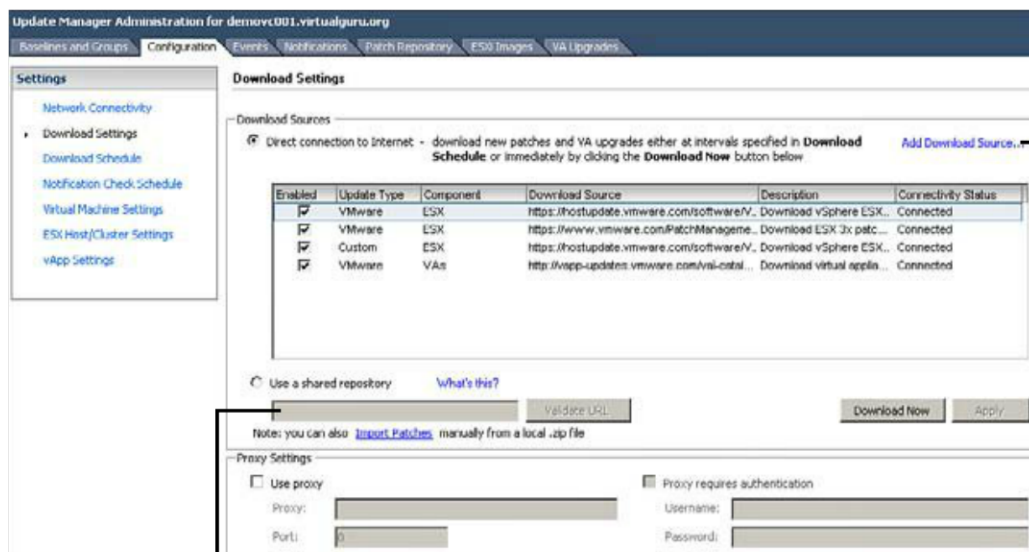 Update Manager Administration for demovc001.virtualguru.org
Baselines and Groups Configuration Events Notifications Patch Repository ESXi Images VA Upgrades
Settings
Network Connectivity
Download Settings
Download Schedule
Notification Check Schedule
Virtual Machine Settings
ESX Host/Cluster Settings
vApp Settings
Download Settings
Download Sources
Direct connection to Internet - download new patches and VA upgrades either at intervals specified in Download
Schedule or immediately by clicking the Download Now button below
Add Download Source...
Enabled Update Type Component Download Source Description Connectivity Status
VMware ESX https://hostupdate.vmware.com/software/V... Download vSphere ESX... Connected
VMware ESX https://www.vmware.com/PatchManageme... Download ESX 3x patc... Connected
Custom ESX https://hostupdate.vmware.com/software/V... Download vSphere ESX... Connected
VMware VAs http://vapp-updates.vmware.com/vai-catal... Download virtual applia... Connected
Use a shared repository What's this?
Validate URL Download Now Apply
Note: you can also Import Patches manually from a local .zip file
Proxy Settings
Use proxy Proxy requires authentication
Proxy: Username:
Port: 0 Password: